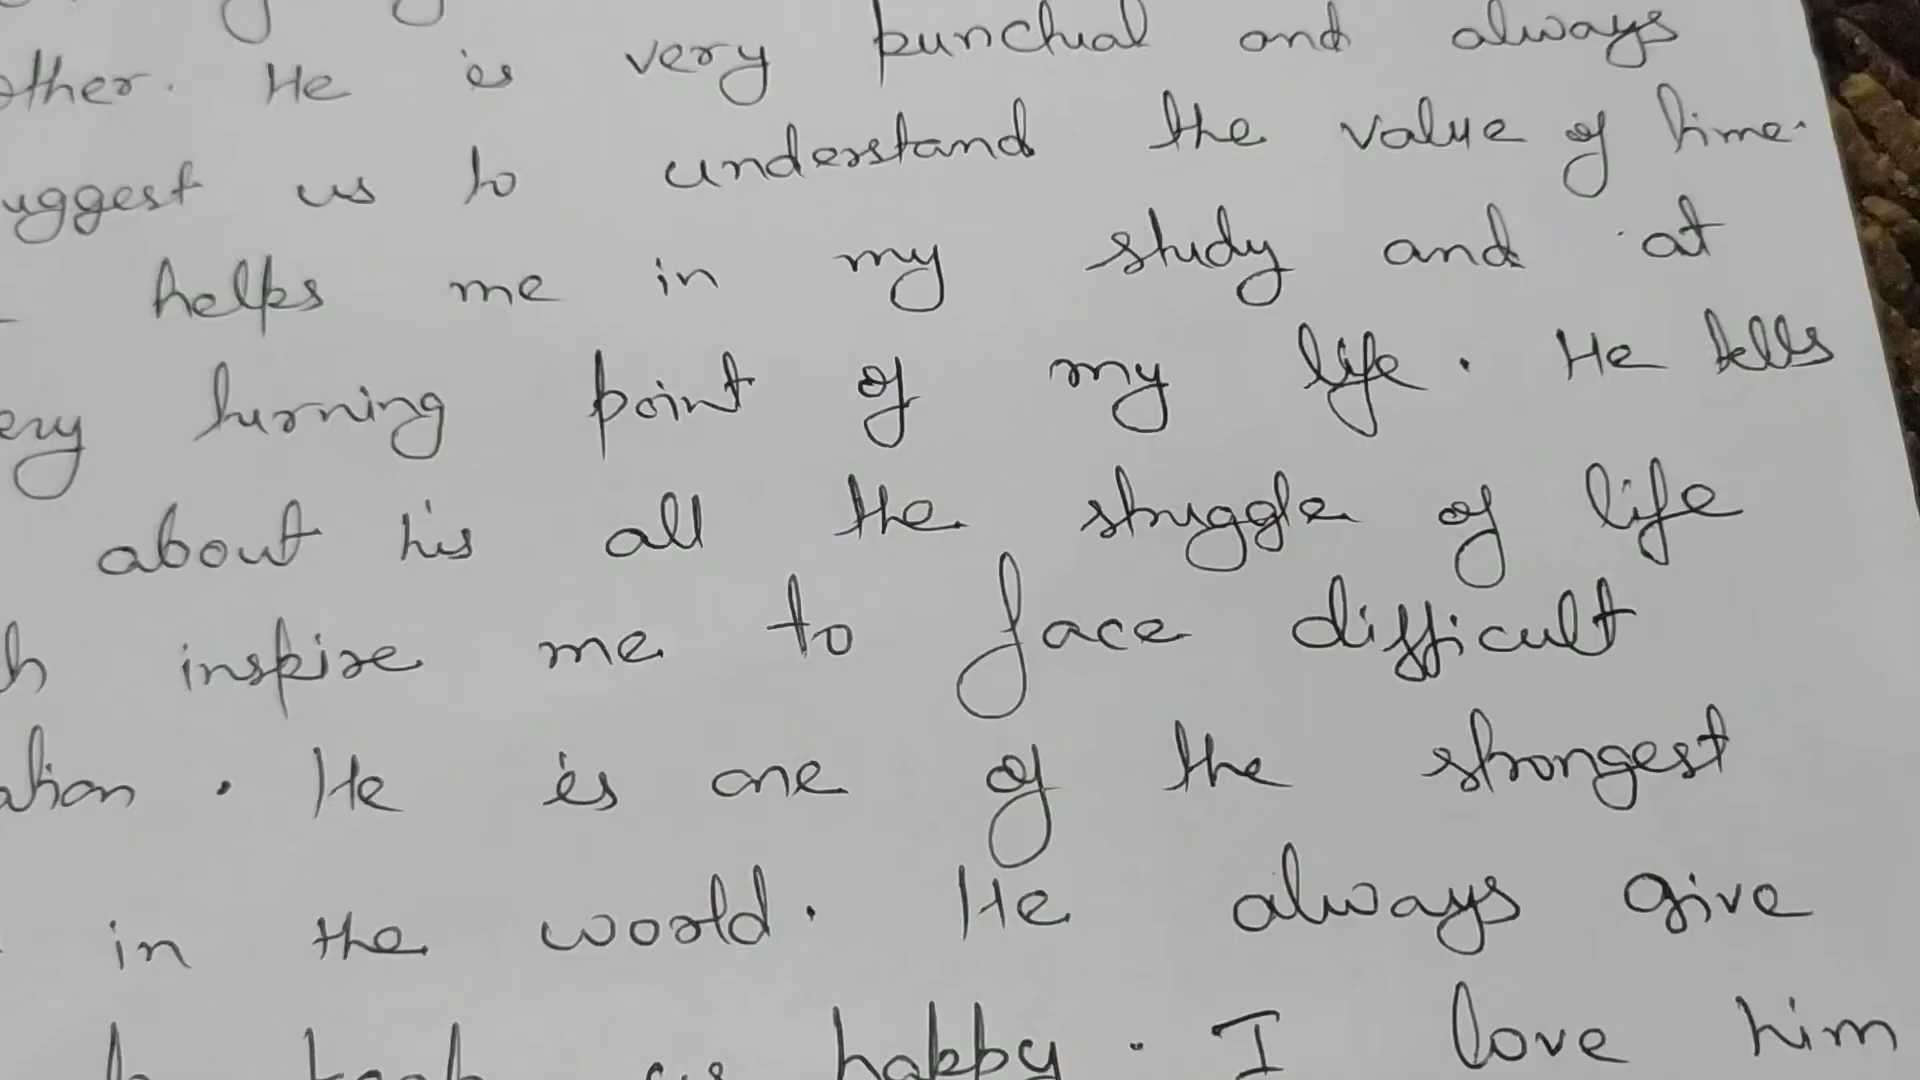 other. He is very punctual and always
uggest us to understand the value of time.
helps me in my study and at
ery turning point of my life. He tells
about his all the struggle of life
h inspire me to face difficult
ation. He is one of the strongest
in the world. He always give
us happy. I love him